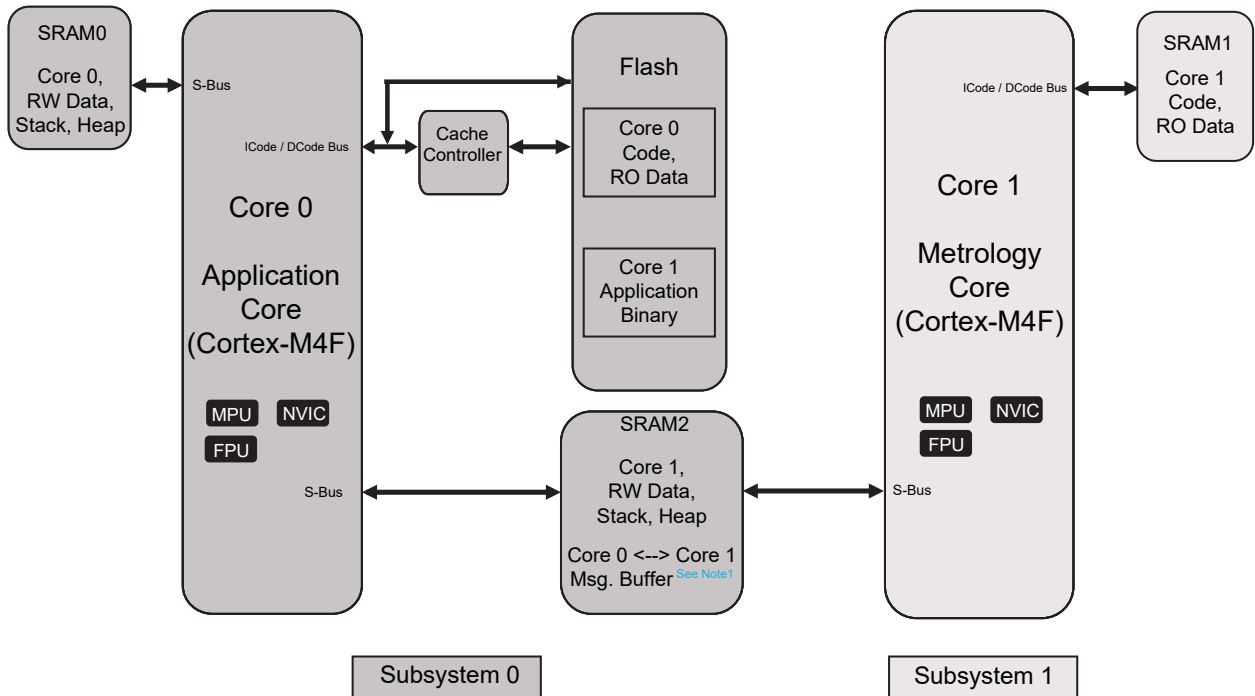 SRAM0
Core 0,
RW Data,
Stack, Heap
S-Bus
ICode / DCode Bus
Core 0
Application
Core
(Cortex-M4F)
MPU
NVIC
FPU
S-Bus
Cache
Controller
Flash
Core 0
Code,
RO Data
Core 1
Application
Binary
SRAM2
Core 1,
RW Data,
Stack, Heap
Core 0 <--> Core 1
Msg. Buffer See Note1
ICode / DCode Bus
Core 1
Metrology
Core
(Cortex-M4F)
MPU
NVIC
FPU
S-Bus
SRAM1
Core 1
Code,
RO Data
Subsystem 0
Subsystem 1